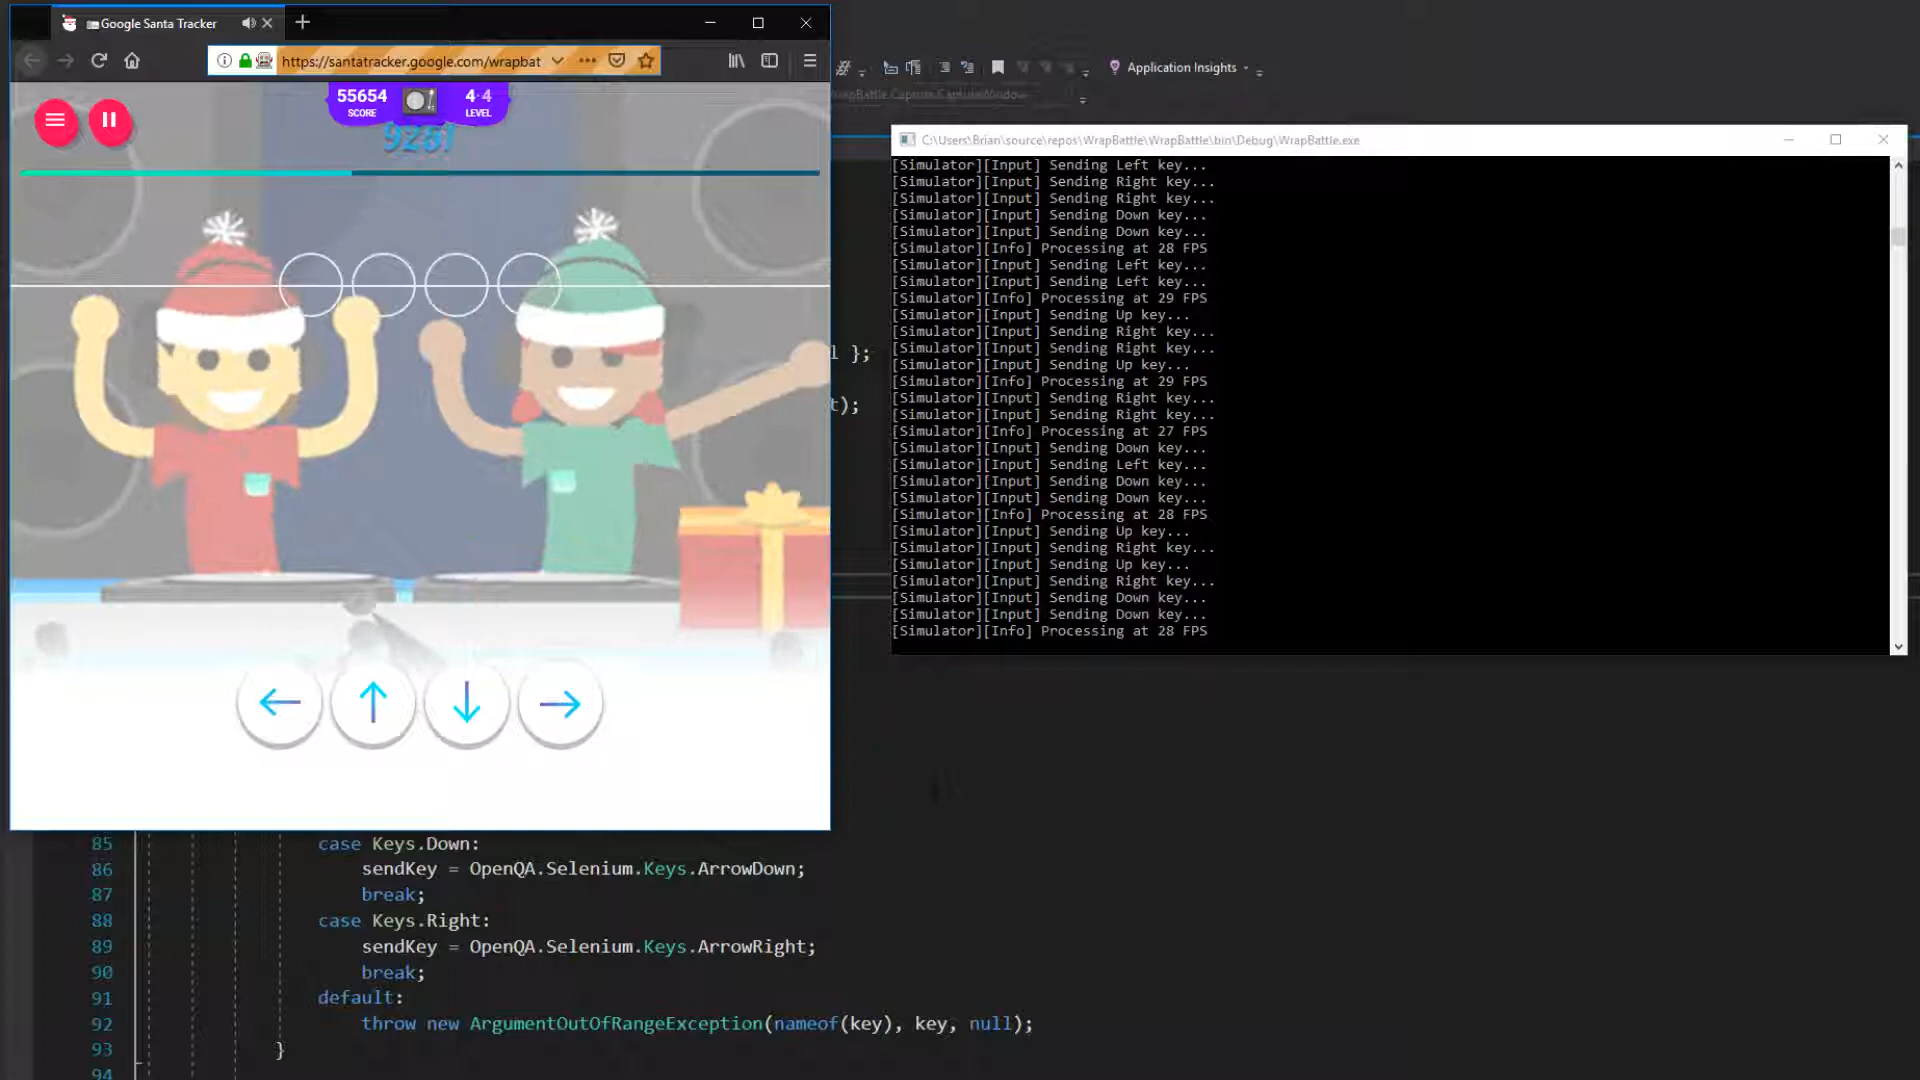 Google Santa Tracker
https://santatracker.google.com/wrapbat
55654
SCORE
4·4
LEVEL
Application Insights
C:\Users\Brian\source\repos\WrapBattle\WrapBattle\bin\Debug\WrapBattle.exe
[Simulator][Input] Sending Left key...
[Simulator][Input] Sending Right key...
[Simulator][Input] Sending Right key...
[Simulator][Input] Sending Down key...
[Simulator][Input] Sending Down key...
[Simulator][Info] Processing at 28 FPS
[Simulator][Input] Sending Left key...
[Simulator][Input] Sending Left key...
[Simulator][Info] Processing at 29 FPS
[Simulator][Input] Sending Up key...
[Simulator][Input] Sending Right key...
[Simulator][Input] Sending Right key...
[Simulator][Input] Sending Up key...
[Simulator][Info] Processing at 29 FPS
[Simulator][Input] Sending Right key...
[Simulator][Input] Sending Right key...
[Simulator][Info] Processing at 27 FPS
[Simulator][Input] Sending Down key...
[Simulator][Input] Sending Left key...
[Simulator][Input] Sending Down key...
[Simulator][Input] Sending Down key...
[Simulator][Info] Processing at 28 FPS
[Simulator][Input] Sending Up key...
[Simulator][Input] Sending Right key...
[Simulator][Input] Sending Up key...
[Simulator][Input] Sending Right key...
[Simulator][Input] Sending Down key...
[Simulator][Input] Sending Down key...
[Simulator][Info] Processing at 28 FPS
l };
t);
85 case Keys.Down:
86 sendKey = OpenQA.Selenium.Keys.ArrowDown;
87 break;
88 case Keys.Right:
89 sendKey = OpenQA.Selenium.Keys.ArrowRight;
90 break;
91 default:
92 throw new ArgumentOutOfRangeException(nameof(key), key, null);
93 }
94